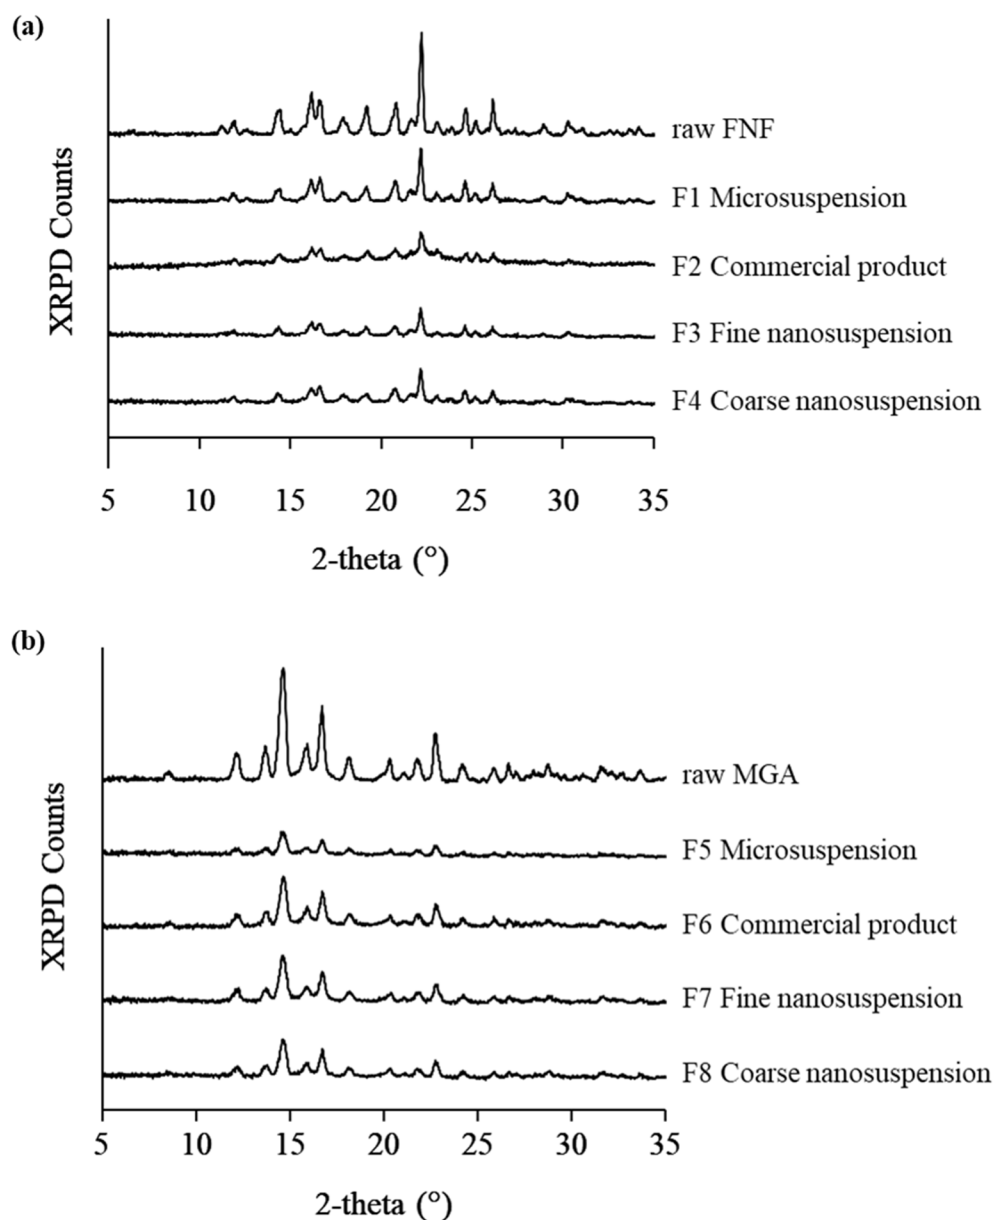 (a)
XRPD Counts
raw FNF
F1 Microsuspension
F2 Commercial product
F3 Fine nanosuspension
F4 Coarse nanosuspension
5 10 15 20 25 30 35
2-theta (°)
(b)
XRPD Counts
raw MGA
F5 Microsuspension
F6 Commercial product
F7 Fine nanosuspension
F8 Coarse nanosuspension
5 10 15 20 25 30 35
2-theta (°)